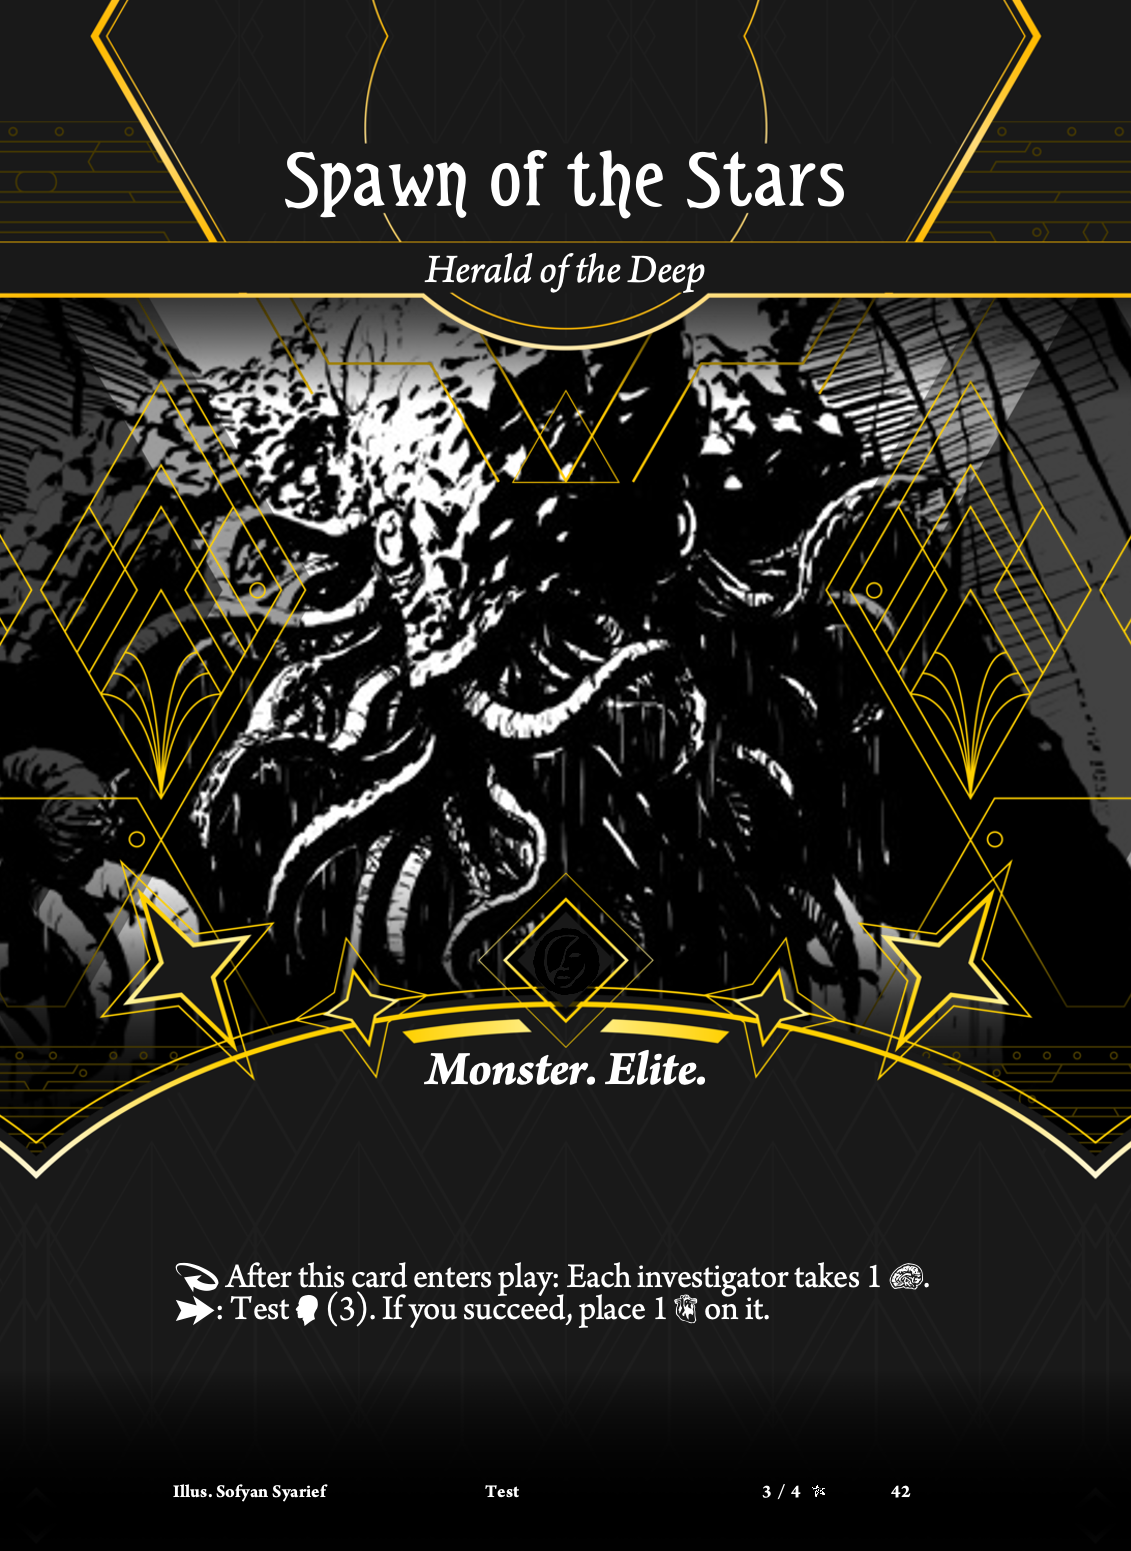 Spawn of the Stars
Herald of the Deep
Monster. Elite.
After this card enters play: Each investigator takes 1 .
: Test (3). If you succeed, place 1 on it.
Illus. Sofyan Syarief Test 3 / 4 42